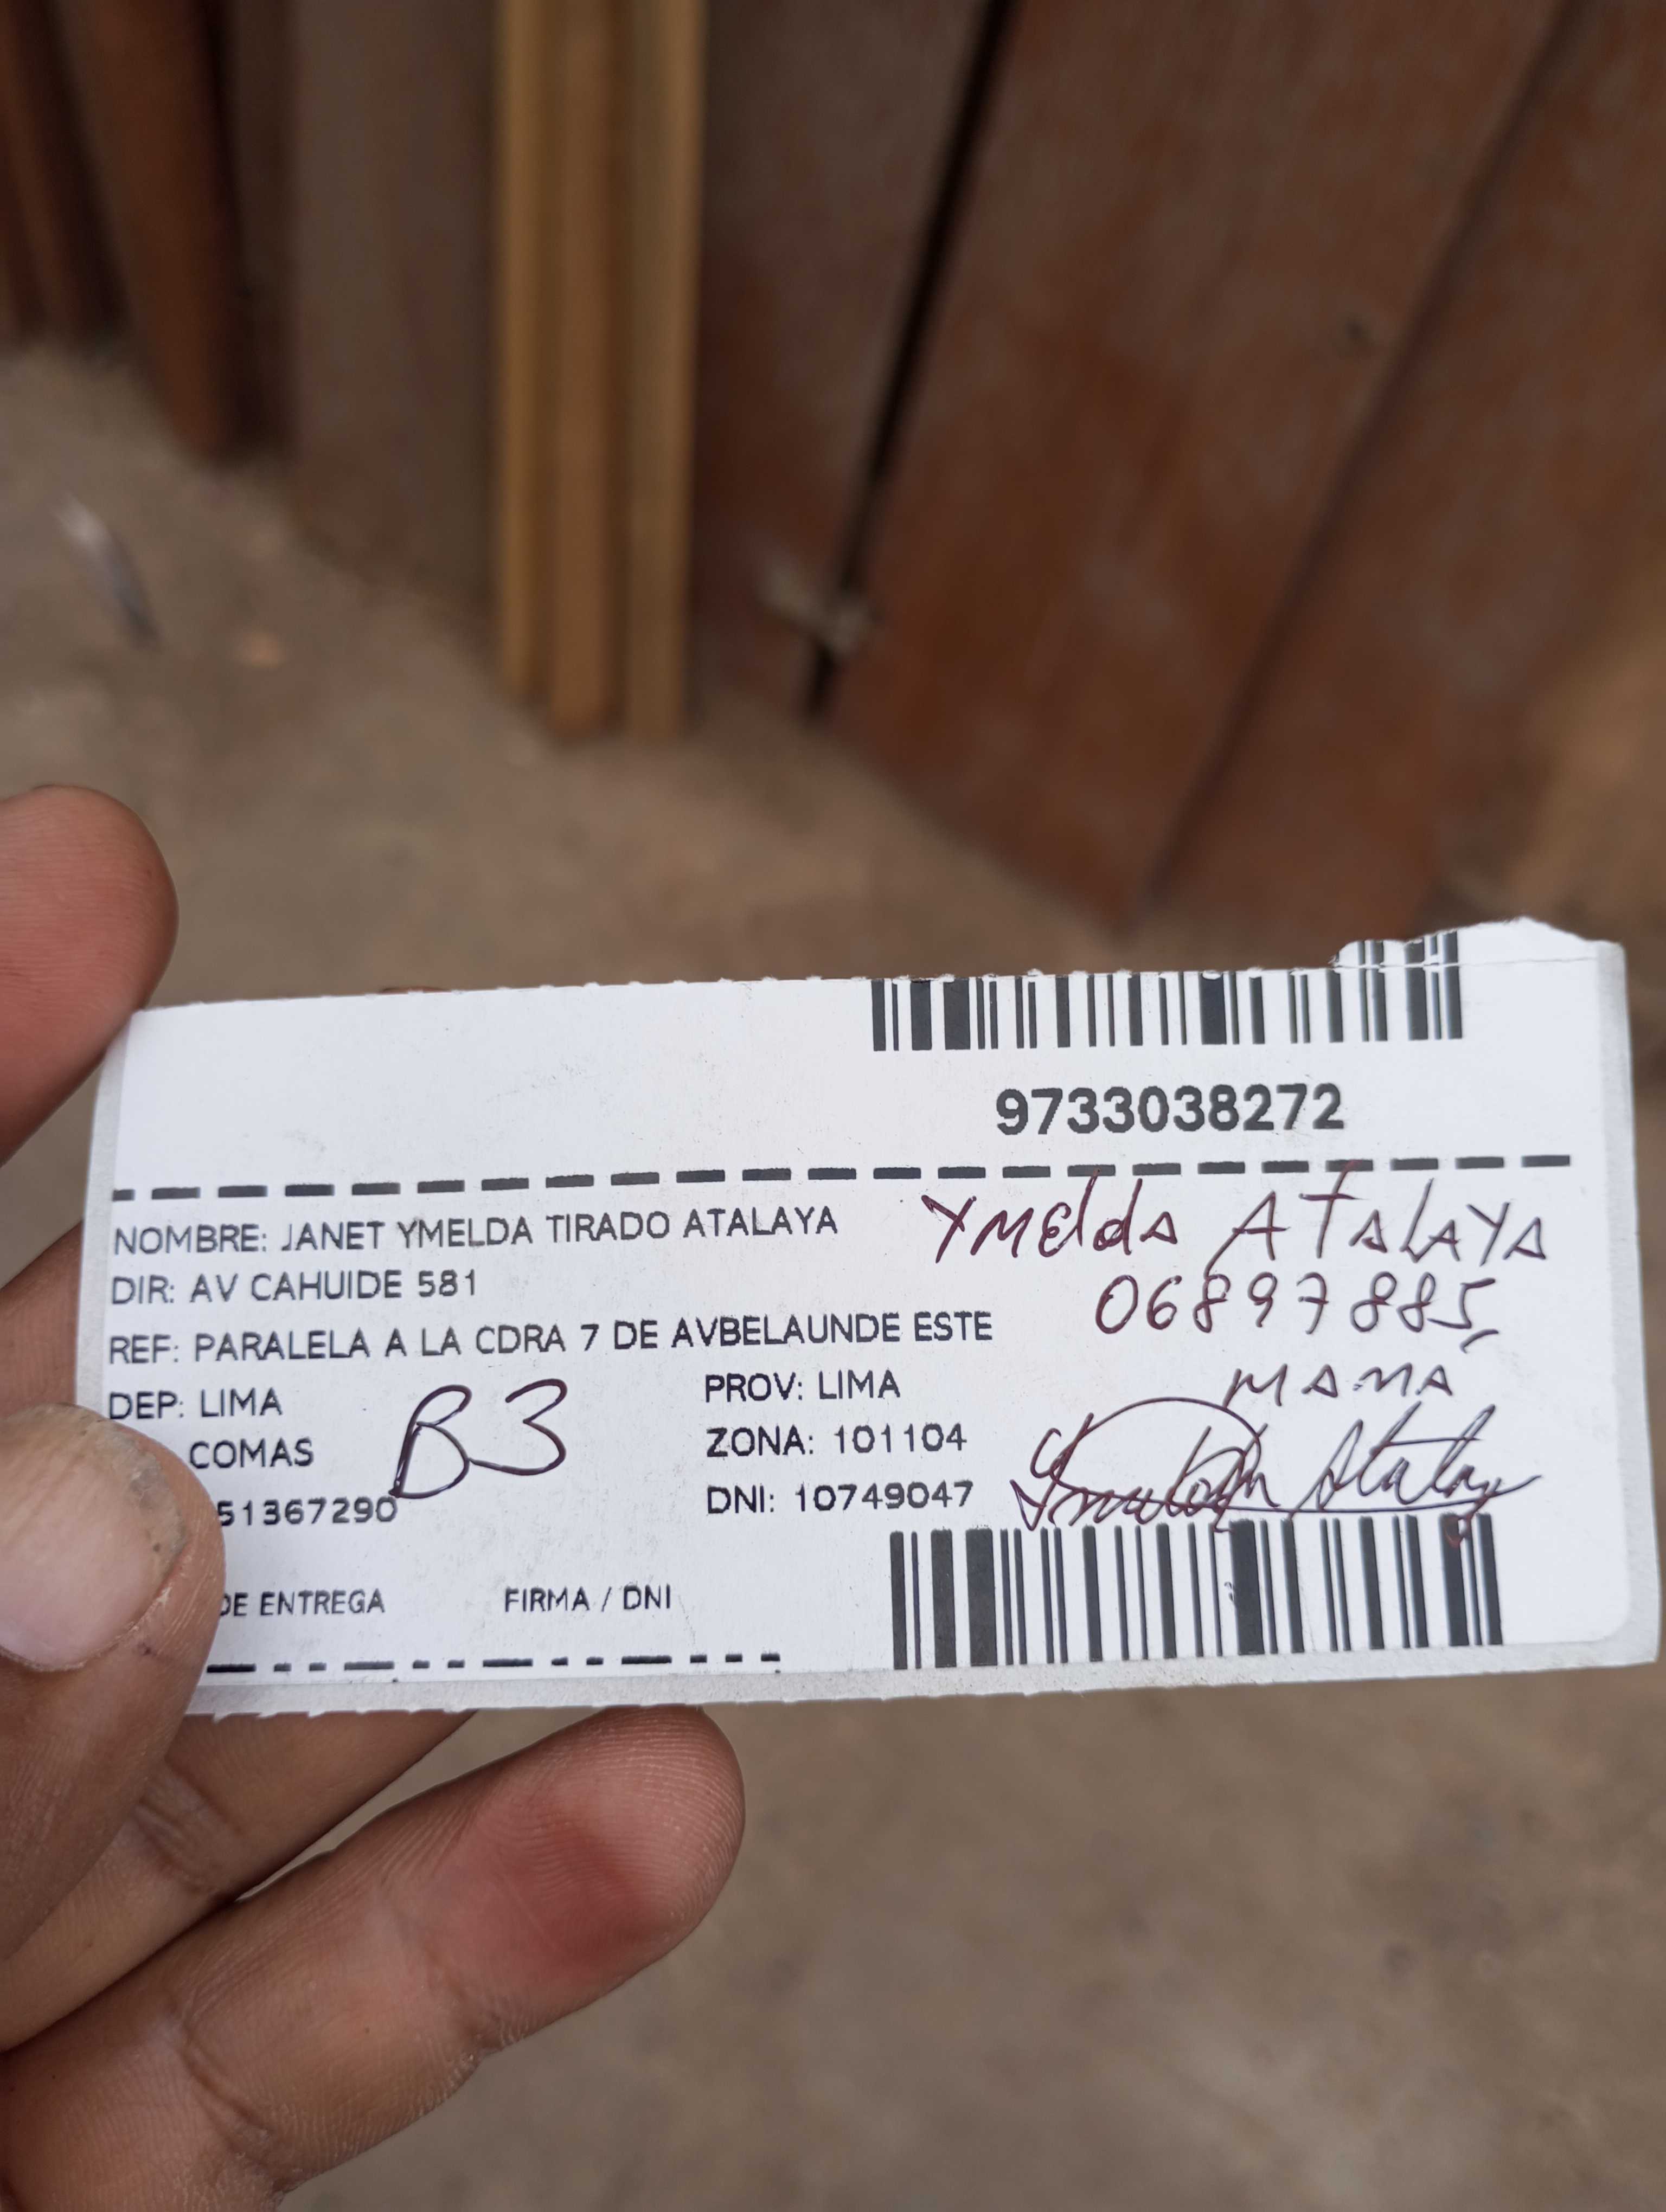 9733038272
NOMBRE: JANET YMELDA TIRADO ATALAYA
YMElda ATALAYA
DIR: AV CAHUIDE 581
06897885
REF: PARALELA A LA CDRA 7 DE AVBELAUNDE ESTE
MAMA
DEP: LIMA
PROV: LIMA
B3
COMAS
ZONA: 101104
51367290
DNI: 10749047
Atalay
DE ENTREGA
FIRMA / DNI